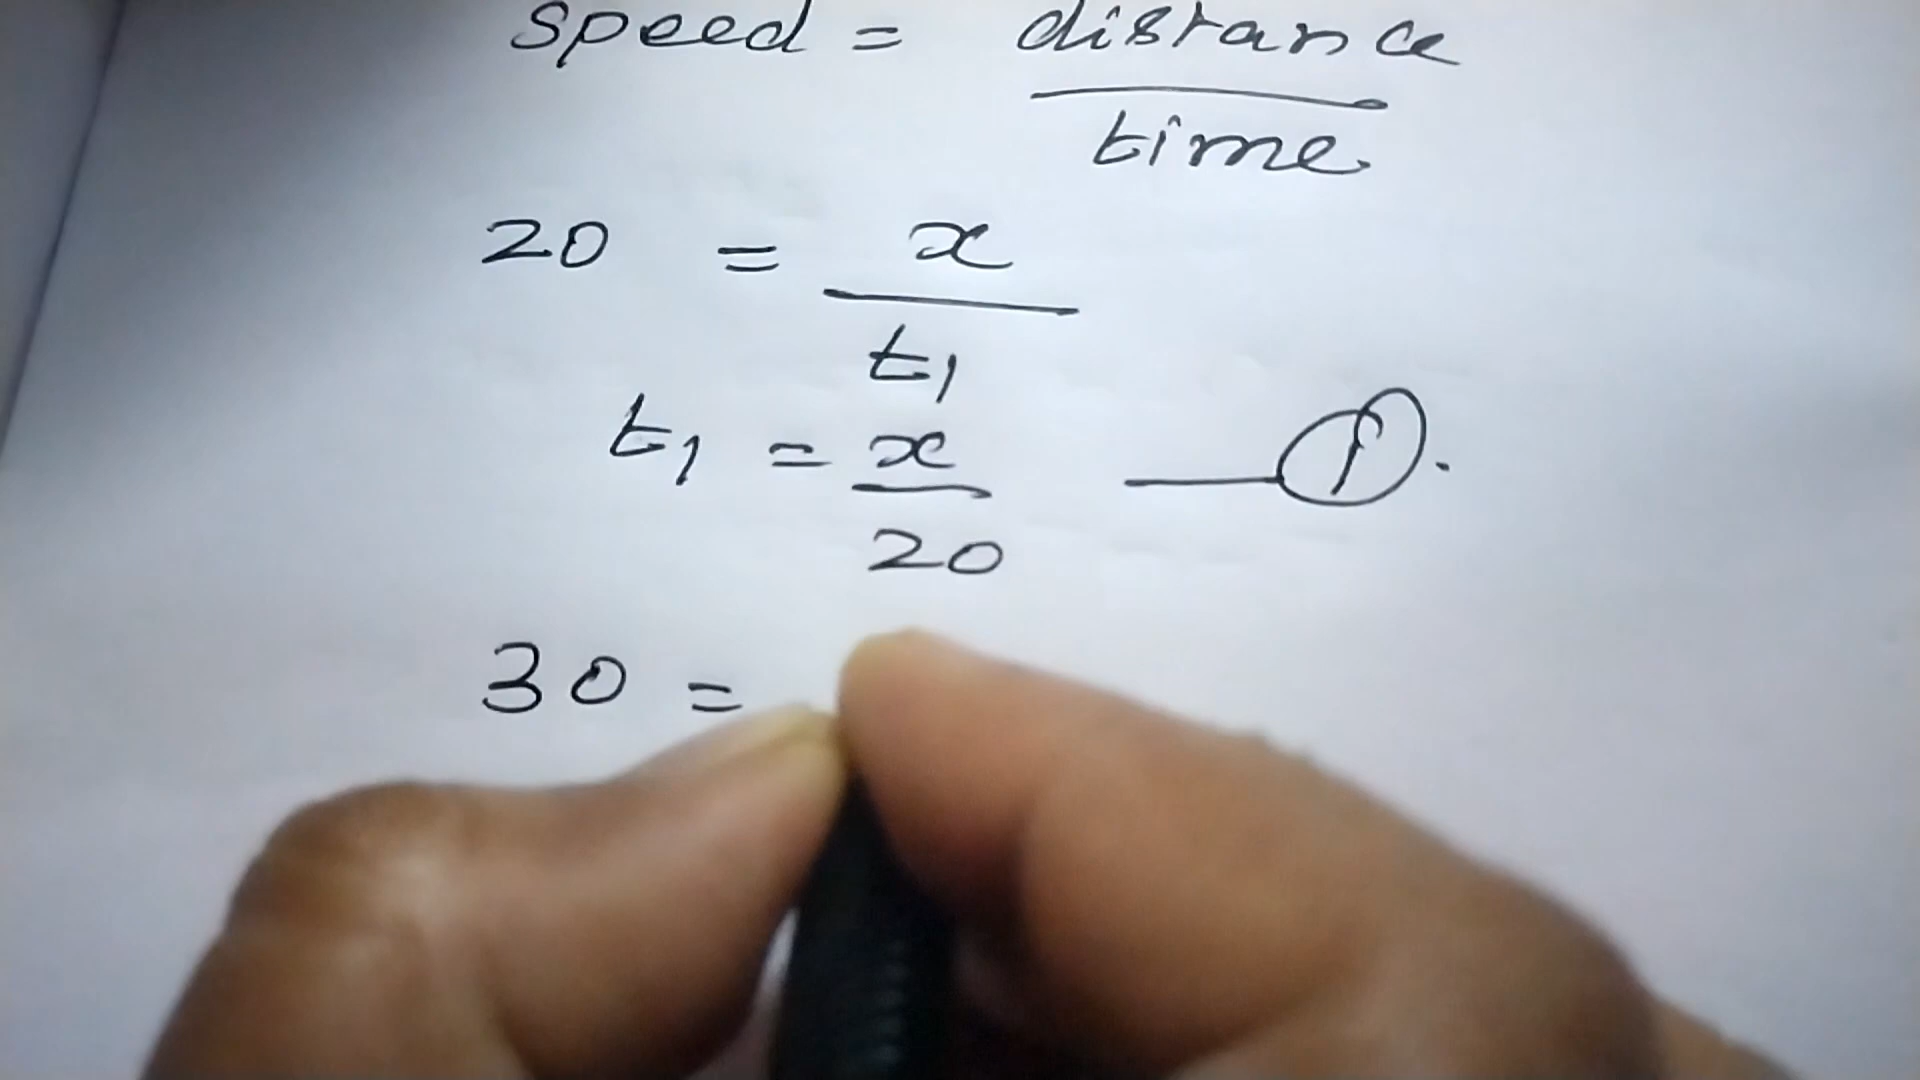 speed = distance
time
20 = x
t1
t1 = x —①.
20
30 =